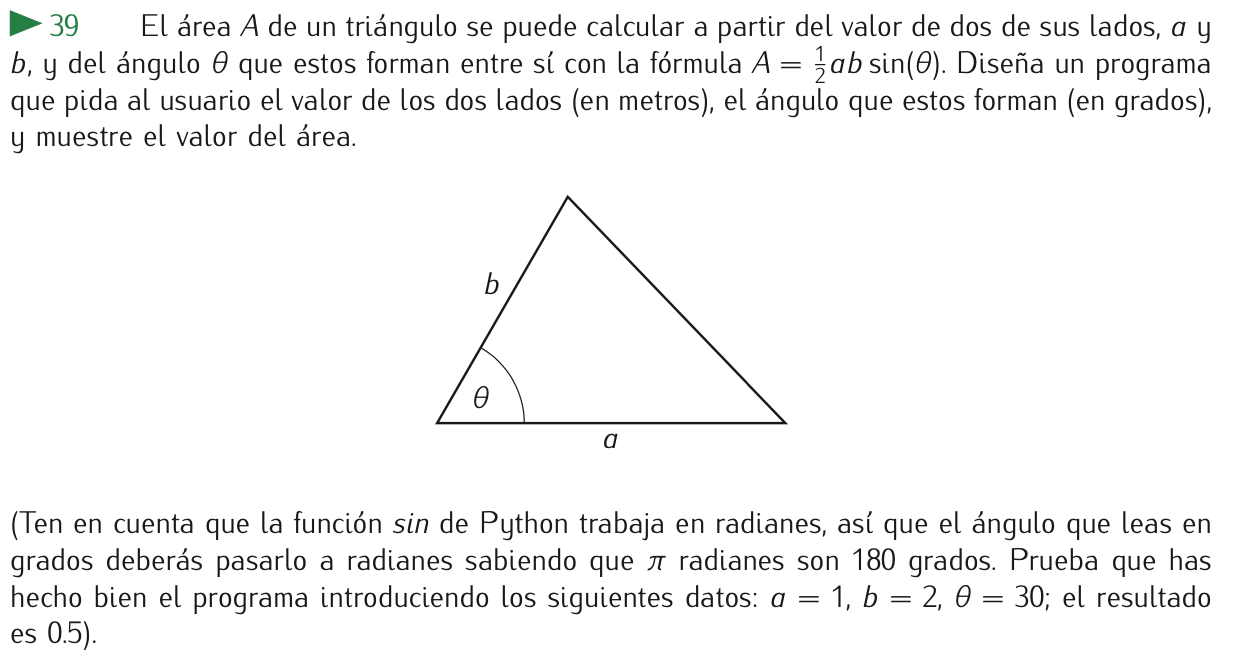 ▶ 39 El área A de un triángulo se puede calcular a partir del valor de dos de sus lados, a y
b, y del ángulo θ que estos forman entre sí con la fórmula A = ½ab sin(θ). Diseña un programa
que pida al usuario el valor de los dos lados (en metros), el ángulo que estos forman (en grados),
y muestre el valor del área.
b
θ
a
(Ten en cuenta que la función sin de Python trabaja en radianes, así que el ángulo que leas en
grados deberás pasarlo a radianes sabiendo que π radianes son 180 grados. Prueba que has
hecho bien el programa introduciendo los siguientes datos: a = 1, b = 2, θ = 30; el resultado
es 0.5).